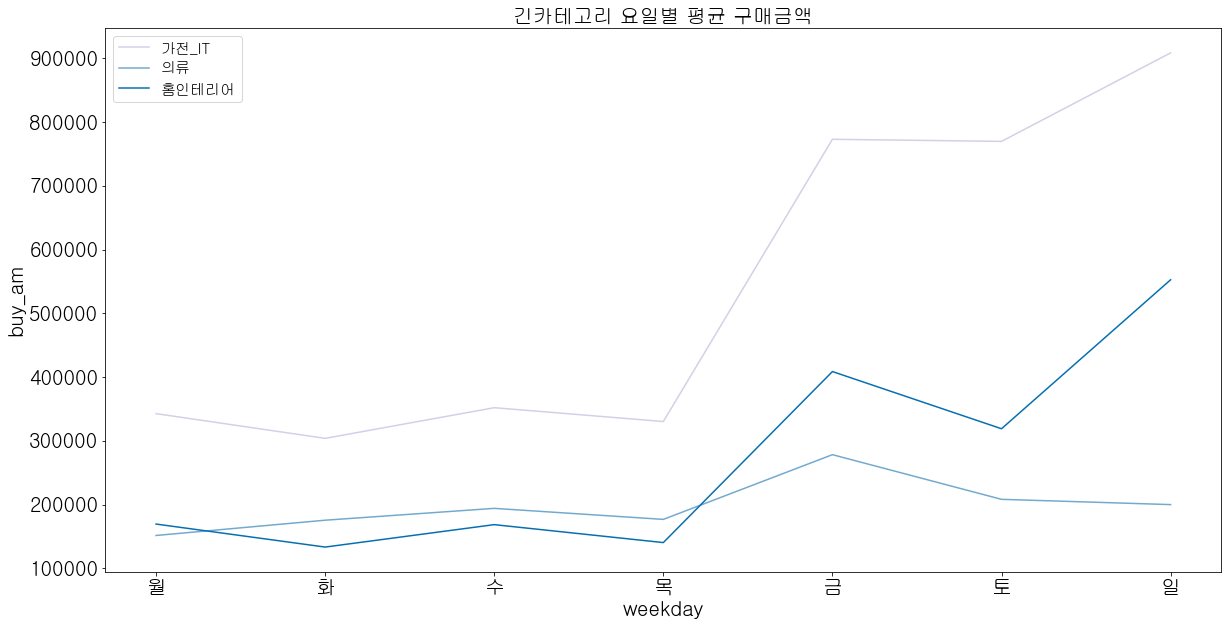 긴카테고리 요일별 평균 구매금액
가전_IT
의류
홈인테리어
buy_am
900000
800000
700000
600000
500000
400000
300000
200000
100000
월 화 수 목 금 토 일
weekday